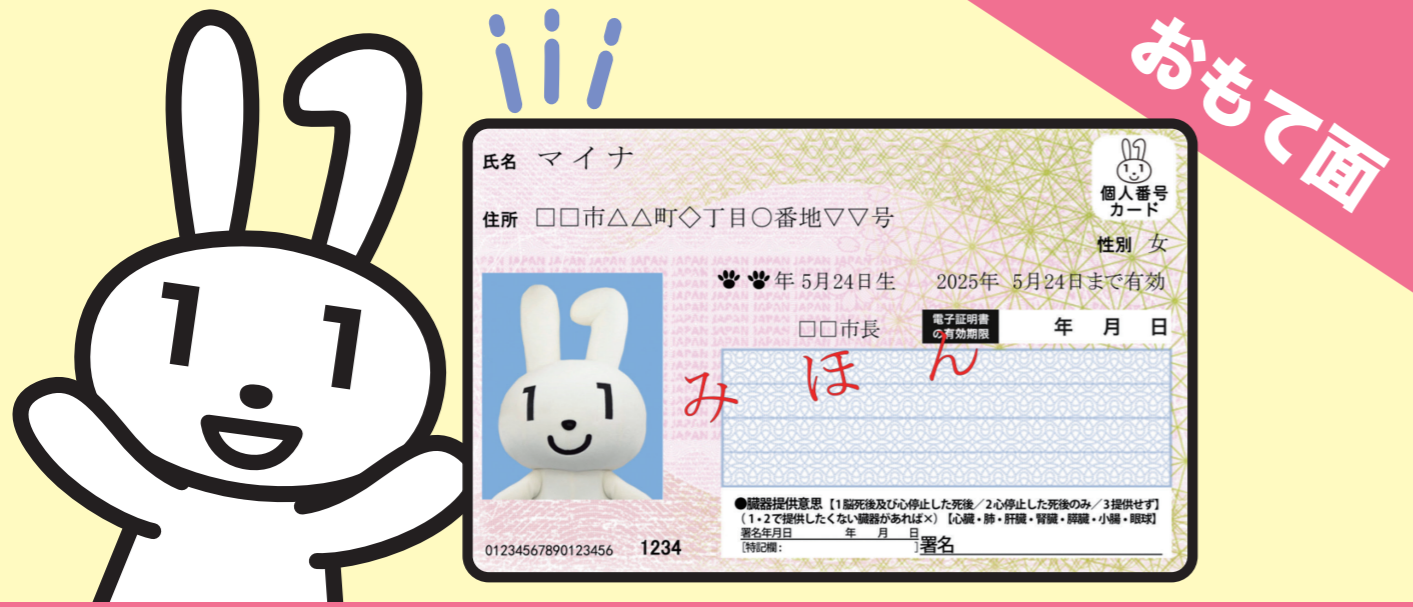 おもて面
氏名 マイナ
個人番号
カード
住所 □□市△△町◇丁目○番地▽▽号
性別 女
年 5月24日生 2025年 5月24日まで有効
□□市長
電子証明書
の有効期限
年 月 日
みほん
JAPAN JAPAN JAPAN JAPAN JAPAN
●臓器提供意思【1脳死後及び心停止した死後/2心停止した死後のみ/3提供せず】
(1・2で提供したくない臓器があれば×)【心臓・肺・肝臓・腎臓・膵臓・小腸・眼球】
署名年月日 年 月 日
[特記欄: ]署名
01234567890123456 1234